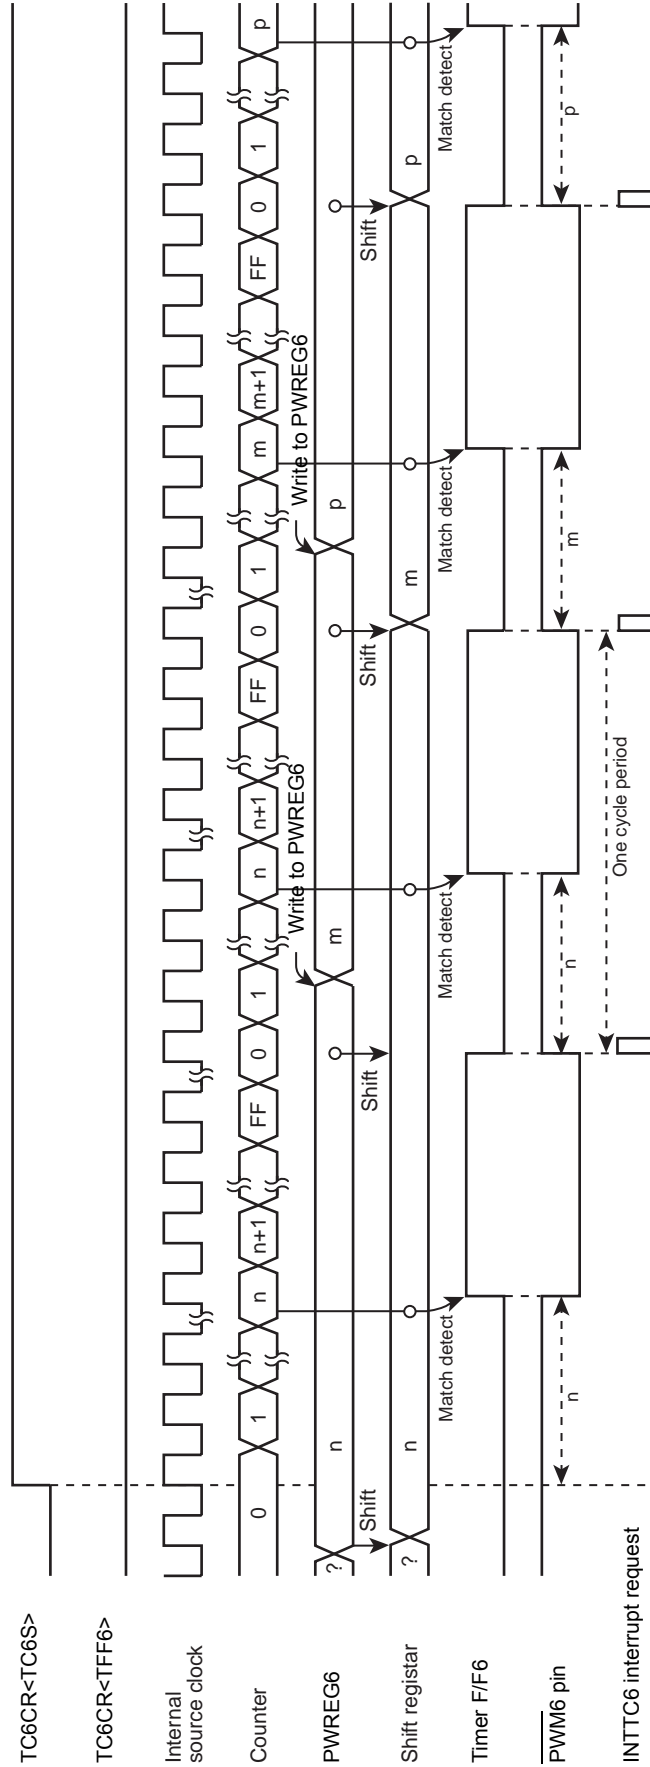 TC6CR<TC6S>
TC6CR<TFF6>
Internal
source clock
Counter 0 1 n n+1 FF 0 1 n n+1 FF 0 1 m m+1 FF 0 1 p
Write to PWREG6 Write to PWREG6
PWREG6 ? n m p
Shift Shift Shift Shift
Shift registar ? n m p
Match detect Match detect Match detect Match detect
Timer F/F6
PWM6 pin n n m p
One cycle period
INTTC6 interrupt request